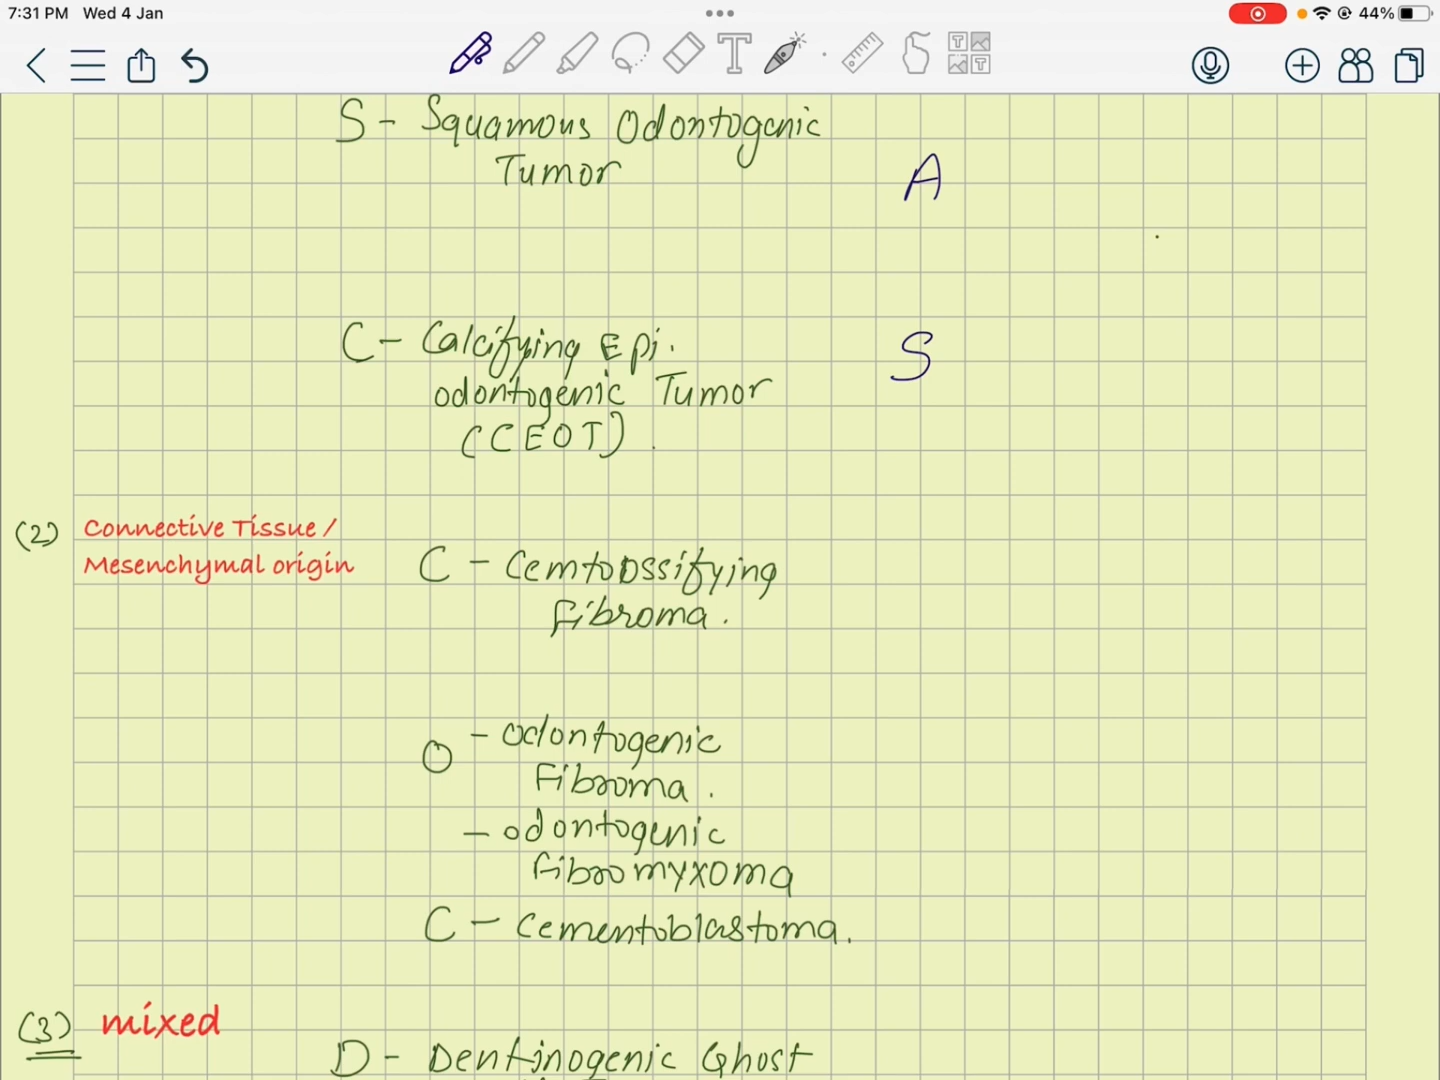 7:31 PM Wed 4 Jan
44%
S - Squamous Odontogenic
Tumor
A
C - Calcifying Epi.
odontogenic Tumor
(CEOT).
S
(2) Connective Tissue /
Mesenchymal origin
C - Cemtoossifying
Fibroma.
O - odontogenic
Fibroma.
- odontogenic
fibromyxoma
C - cementoblastoma.
(3) mixed
D - Dentinogenic Ghost